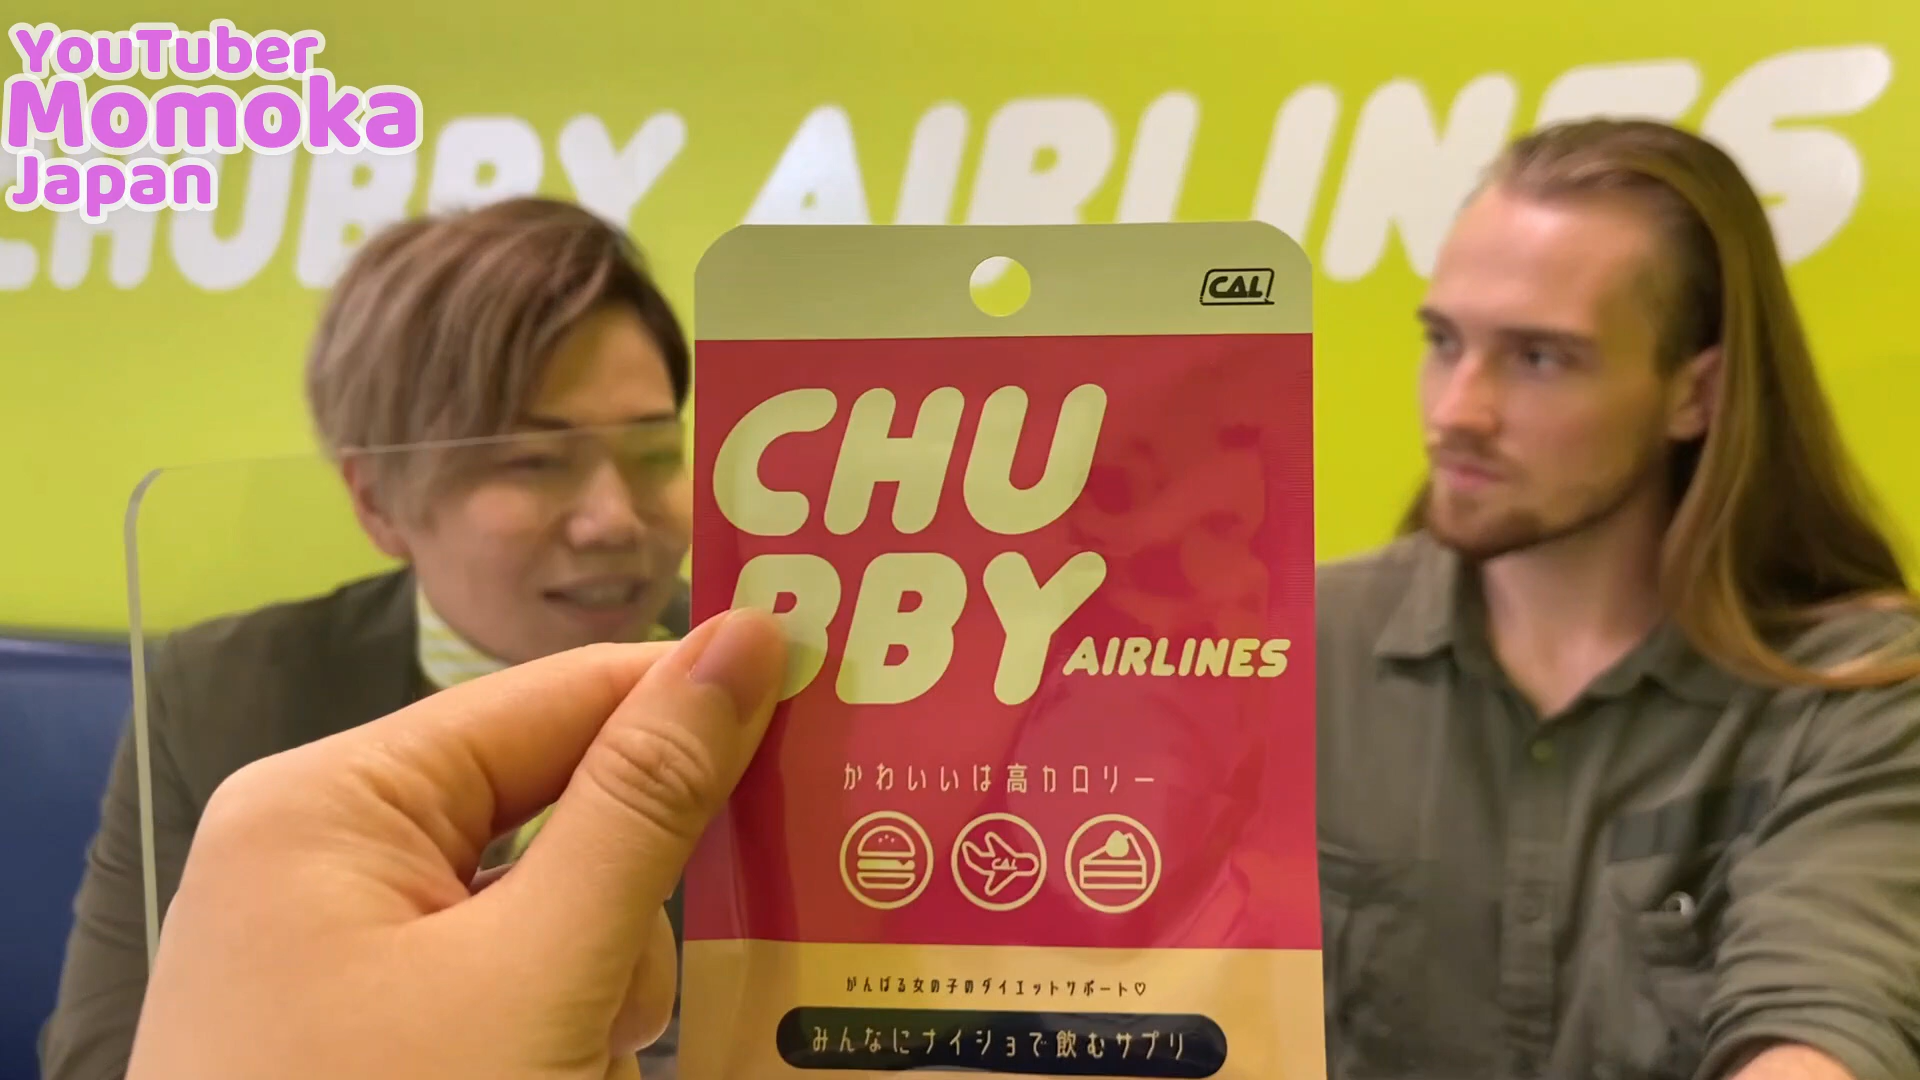 YouTuber
Momoka
Japan
CHUBBY AIRLINES
CAL
CHU
BBY AIRLINES
かわいいは高カロリー
CAL
がんばる女の子のダイエットサポート♡
みんなにナイショで飲むサプリ